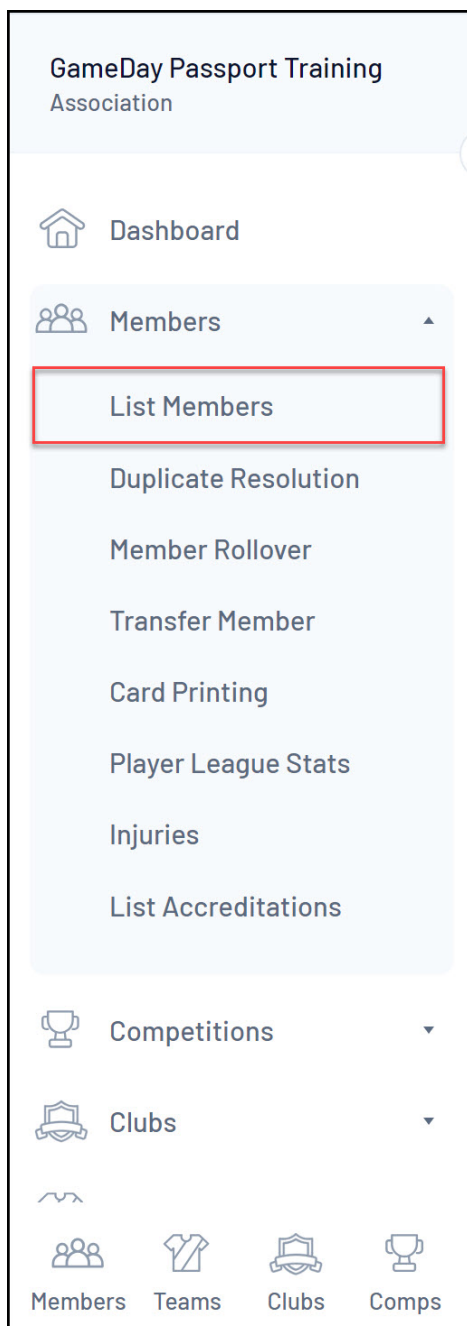 GameDay Passport Training
Association
Dashboard
Members
List Members
Duplicate Resolution
Member Rollover
Transfer Member
Card Printing
Player League Stats
Injuries
List Accreditations
Competitions
Clubs
Members Teams Clubs Comps